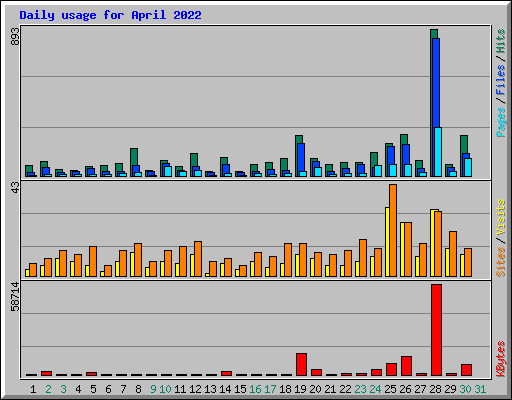 Daily usage for April 2022
893
Pages / Files / Hits
43
Sites / Visits
58714
KBytes
1 2 3 4 5 6 7 8 9 10 11 12 13 14 15 16 17 18 19 20 21 22 23 24 25 26 27 28 29 30 31